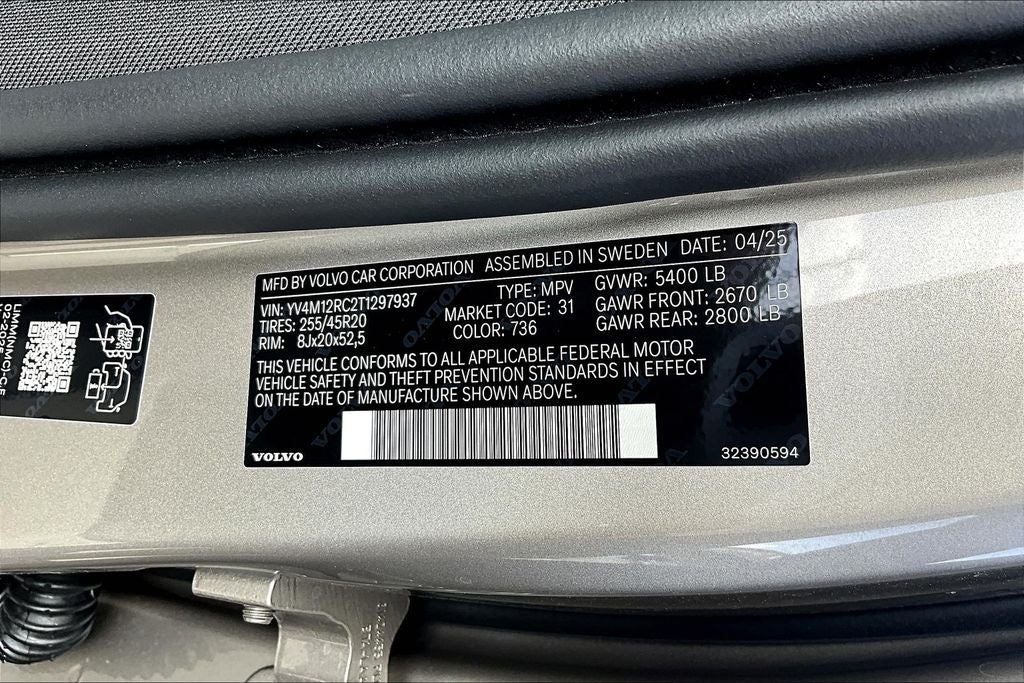 MFD BY VOLVO CAR CORPORATION ASSEMBLED IN SWEDEN DATE: 04/25
VIN: YV4M12RC2T1297937 TYPE: MPV GVWR: 5400 LB
TIRES: 255/45R20 MARKET CODE: 31 GAWR FRONT: 2670 LB
RIM: 8Jx20x52,5 COLOR: 736 GAWR REAR: 2800 LB
THIS VEHICLE CONFORMS TO ALL APPLICABLE FEDERAL MOTOR
VEHICLE SAFETY AND THEFT PREVENTION STANDARDS IN EFFECT
ON THE DATE OF MANUFACTURE SHOWN ABOVE.
VOLVO 32390594